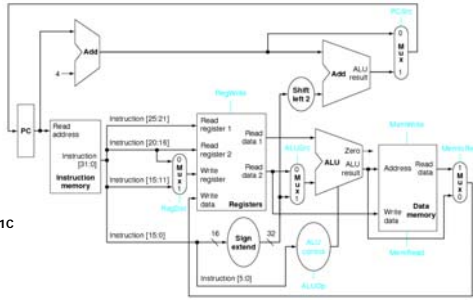 PCSrc
Add
4
0
M
u
x
1
Shift
left 2
Add
ALU
result
PC
Read
address
Instruction
[31:0]
Instruction
memory
Instruction [25:21]
Instruction [20:16]
Instruction [15:11]
Instruction [15:0]
0
M
u
x
1
RegDst
RegWrite
Read
register 1
Read
register 2
Write
register
Write
data
Read
data 1
Read
data 2
Registers
ALUSrc
0
M
u
x
1
Zero
ALU
ALU
result
MemWrite
Address
Read
data
Write
data
Data
memory
MemRead
1
M
u
x
0
1C
16
Sign
extend
32
ALU
control
ALUOp
Instruction [5:0]